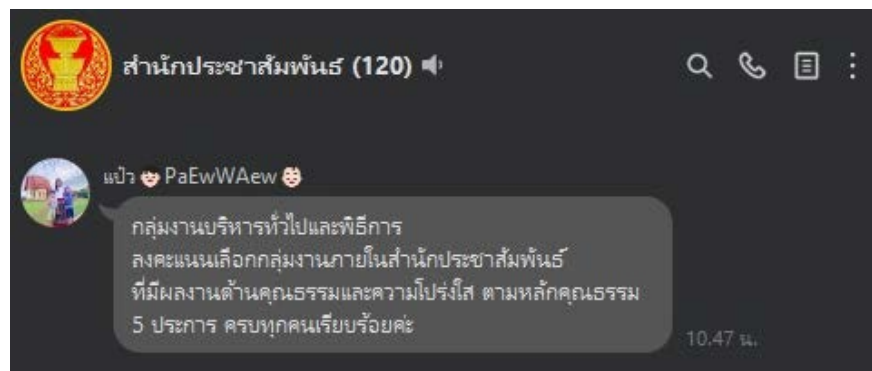 สำนักประชาสัมพันธ์ (120)
แป๋ว PaEwWAew
กลุ่มงานบริหารทั่วไปและพิธีการ
ลงคะแนนเลือกกลุ่มงานภายในสำนักประชาสัมพันธ์
ที่มีผลงานด้านคุณธรรมและความโปร่งใส ตามหลักคุณธรรม
5 ประการ ครบทุกคนเรียบร้อยค่ะ
10.47 น.